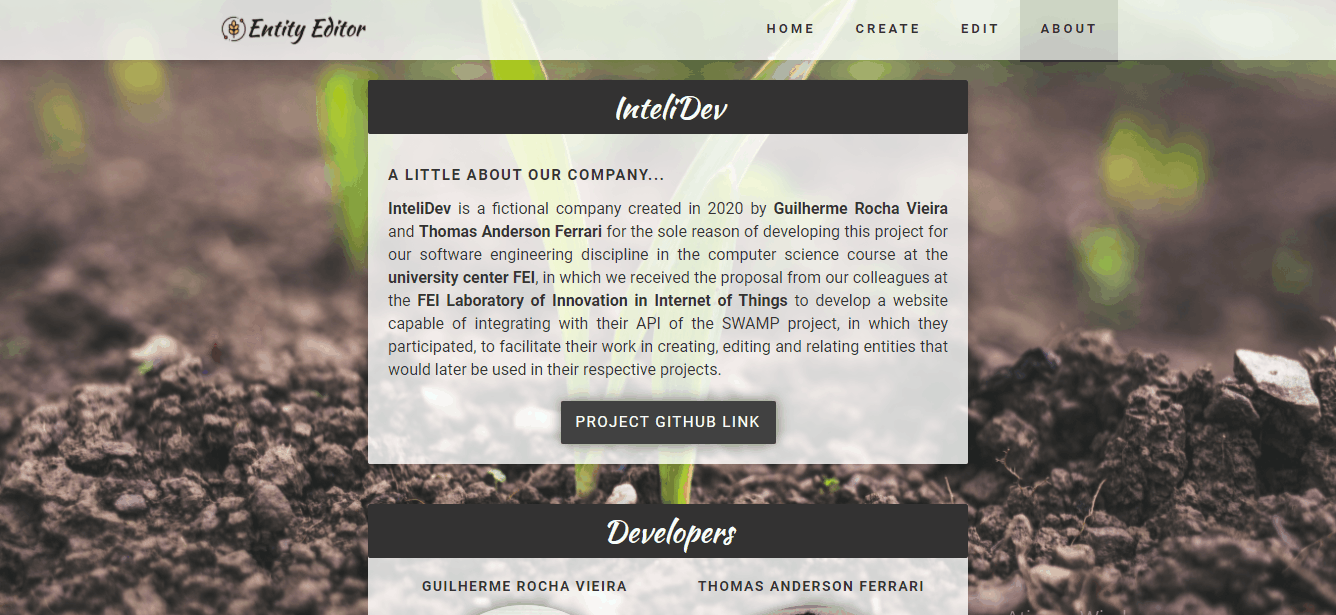 Entity Editor
HOME CREATE EDIT ABOUT
InteliDev
A LITTLE ABOUT OUR COMPANY...
InteliDev is a fictional company created in 2020 by Guilherme Rocha Vieira
and Thomas Anderson Ferrari for the sole reason of developing this project for
our software engineering discipline in the computer science course at the
university center FEI, in which we received the proposal from our colleagues at
the FEI Laboratory of Innovation in Internet of Things to develop a website
capable of integrating with their API of the SWAMP project, in which they
participated, to facilitate their work in creating, editing and relating entities that
would later be used in their respective projects.
PROJECT GITHUB LINK
Developers
GUILHERME ROCHA VIEIRA
THOMAS ANDERSON FERRARI